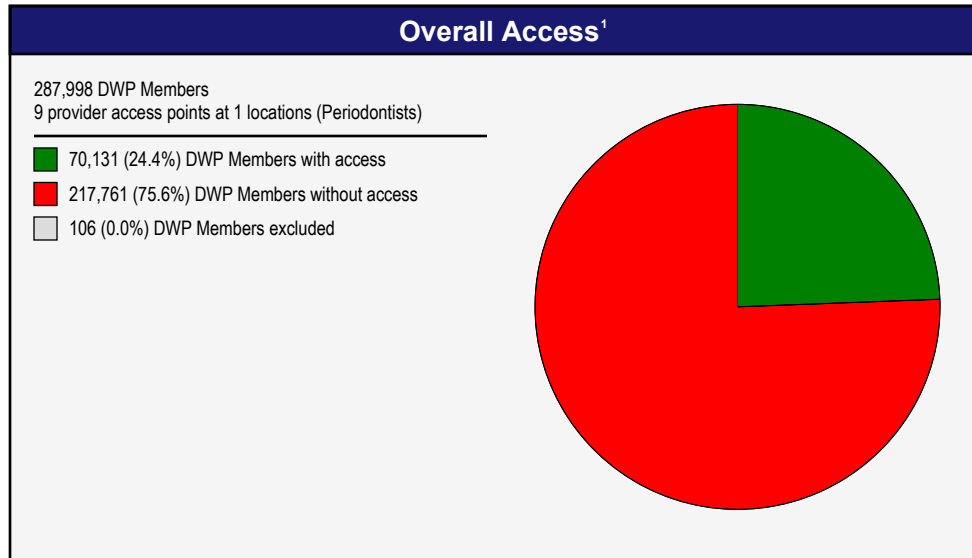 Overall Access¹
287,998 DWP Members
9 provider access points at 1 locations (Periodontists)
70,131 (24.4%) DWP Members with access
217,761 (75.6%) DWP Members without access
106 (0.0%) DWP Members excluded